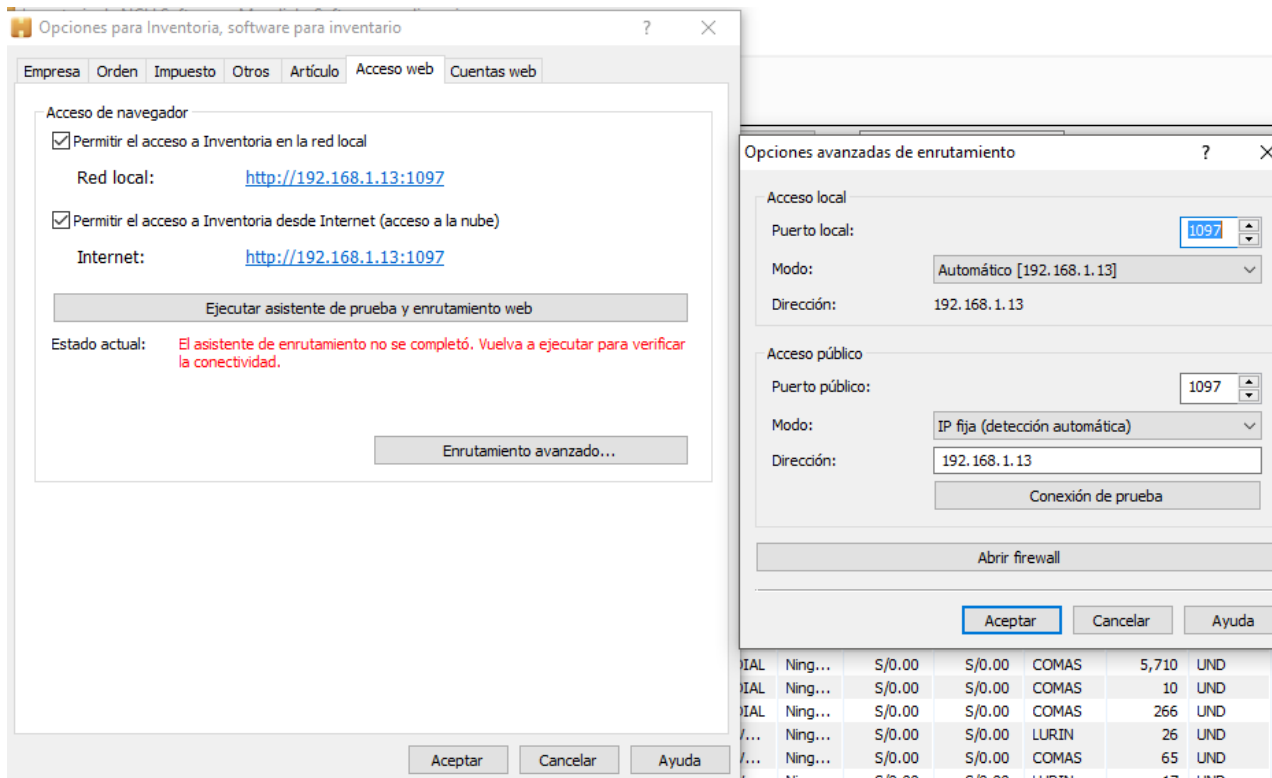 Opciones para Inventoria, software para inventario
Empresa Orden Impuesto Otros Artículo Acceso web Cuentas web
Acceso de navegador
Permitir el acceso a Inventoria en la red local
Red local: http://192.168.1.13:1097
Permitir el acceso a Inventoria desde Internet (acceso a la nube)
Internet: http://192.168.1.13:1097
Ejecutar asistente de prueba y enrutamiento web
Estado actual: El asistente de enrutamiento no se completó. Vuelva a ejecutar para verificar
la conectividad.
Enrutamiento avanzado...
Aceptar Cancelar Ayuda
Opciones avanzadas de enrutamiento
Acceso local
Puerto local: 1097
Modo: Automático [192.168.1.13]
Dirección: 192.168.1.13
Acceso público
Puerto público: 1097
Modo: IP fija (detección automática)
Dirección: 192.168.1.13
Conexión de prueba
Abrir firewall
Aceptar Cancelar Ayuda
DIAL Ning... S/0.00 S/0.00 COMAS 5,710 UND
DIAL Ning... S/0.00 S/0.00 COMAS 10 UND
DIAL Ning... S/0.00 S/0.00 COMAS 266 UND
Ning... S/0.00 S/0.00 LURIN 26 UND
Ning... S/0.00 S/0.00 COMAS 65 UND